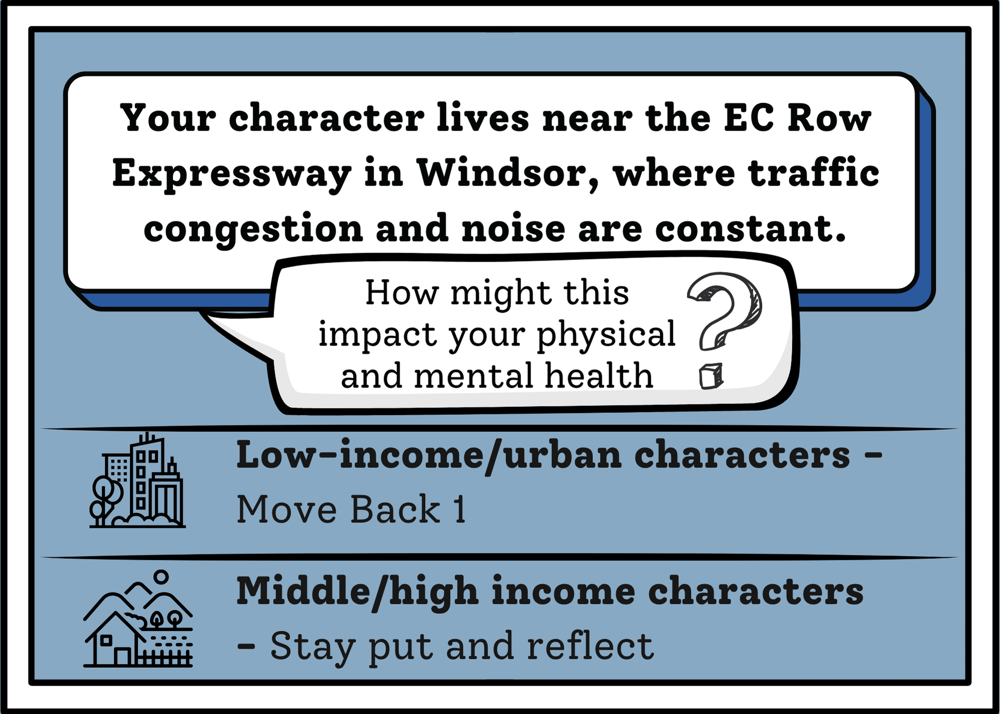 Your character lives near the EC Row
Expressway in Windsor, where traffic
congestion and noise are constant.
How might this
impact your physical
and mental health
?
Low-income/urban characters -
Move Back 1
Middle/high income characters
- Stay put and reflect